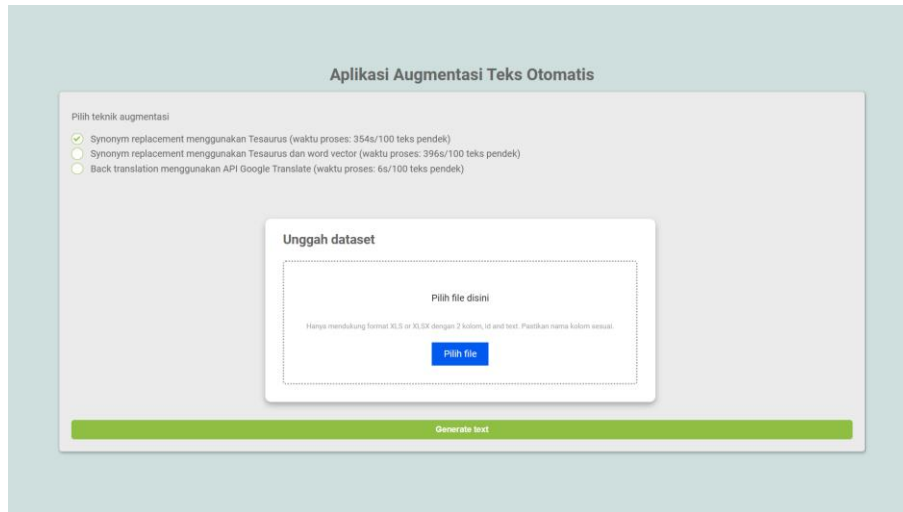 Aplikasi Augmentasi Teks Otomatis
Pilih teknik augmentasi
Synonym replacement menggunakan Tesaurus (waktu proses: 354s/100 teks pendek)
Synonym replacement menggunakan Tesaurus dan word vector (waktu proses: 396s/100 teks pendek)
Back translation menggunakan API Google Translate (waktu proses: 6s/100 teks pendek)
Unggah dataset
Pilih file disini
Hanya mendukung format XLS or XLSX dengan 2 kolom, id and text. Pastikan nama kolom sesuai.
Pilih file
Generate text